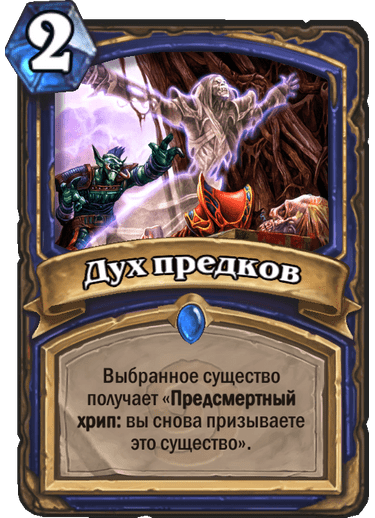 2
Дух предков
Выбранное существо
получает «Предсмертный
хрип: вы снова призываете
это существо».